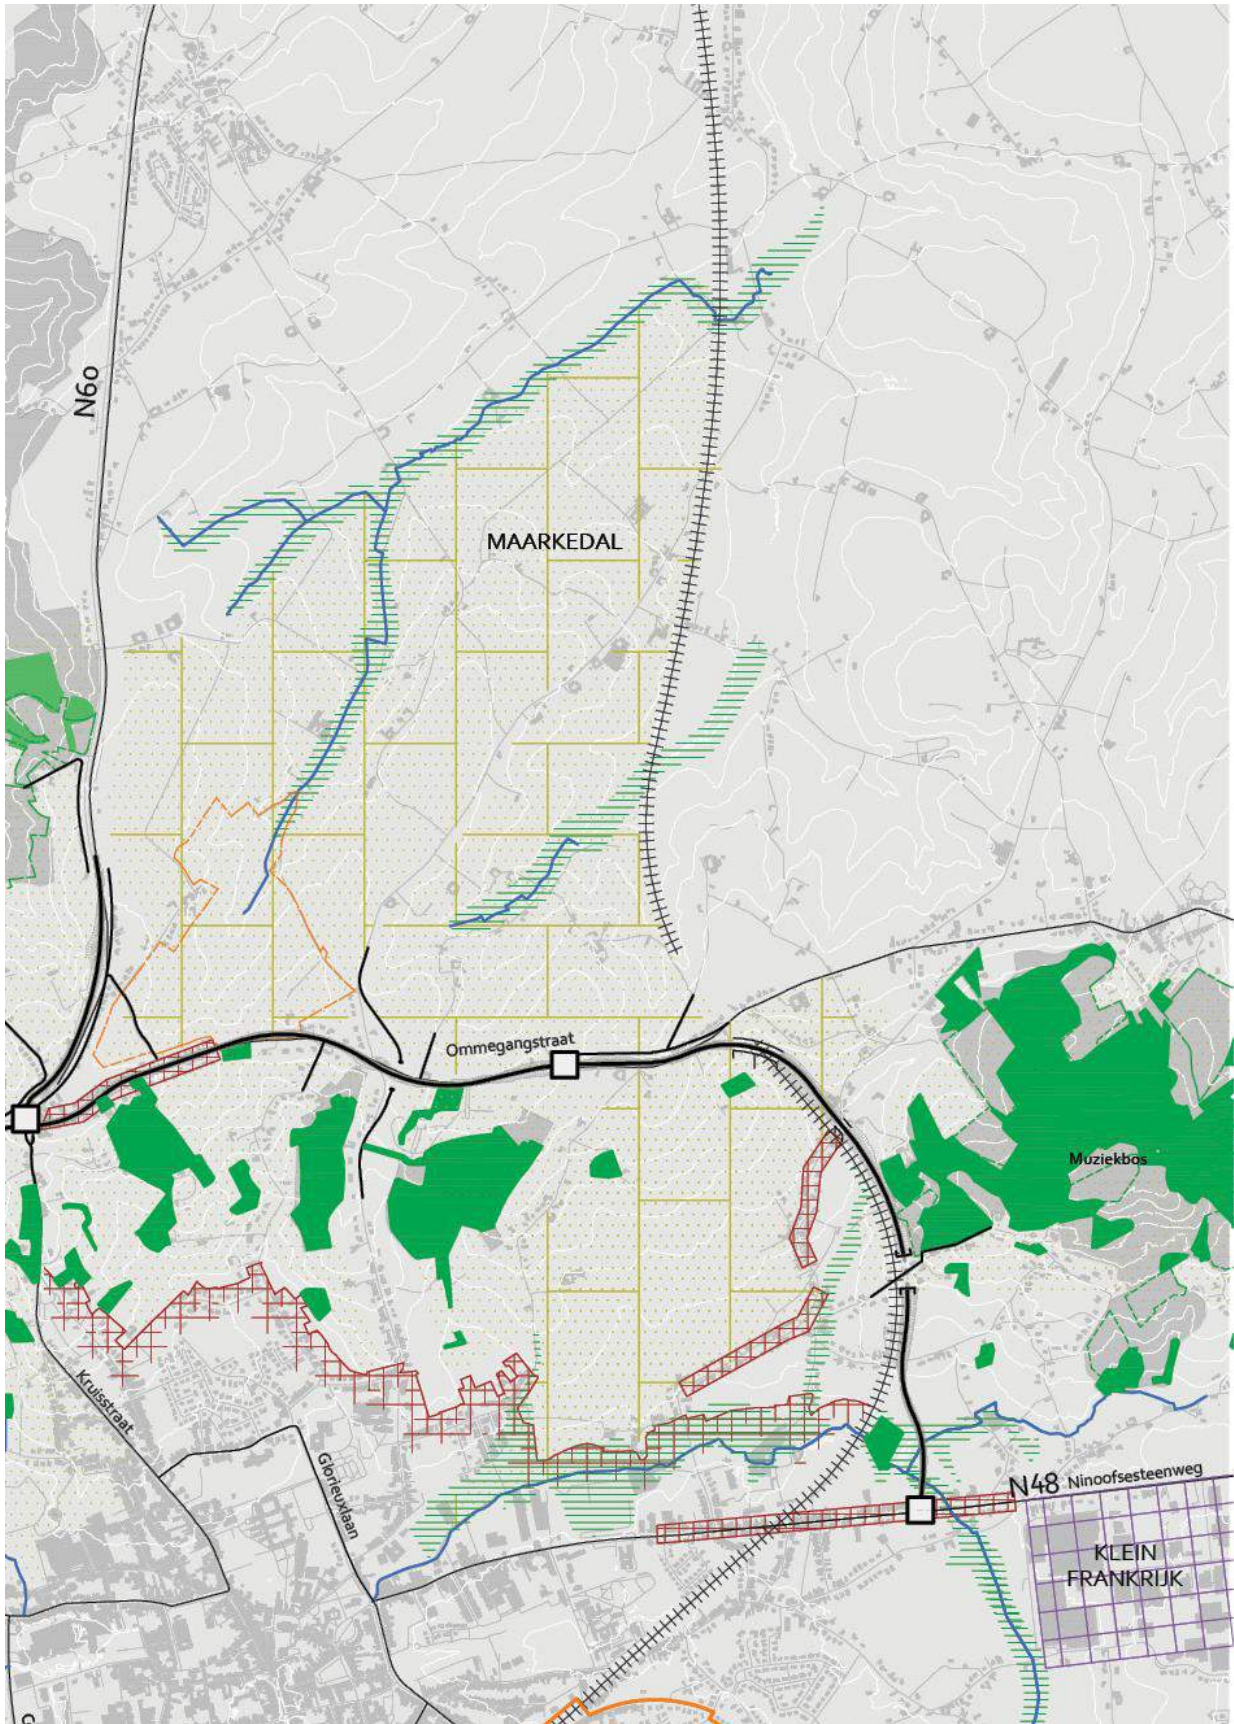 N60
MAARKEDAL
Ommegangstraat
Muziekbos
Kruisstraat
Glorieuxlaan
N48 Ninoofsesteenweg
KLEIN
FRANKRIJK